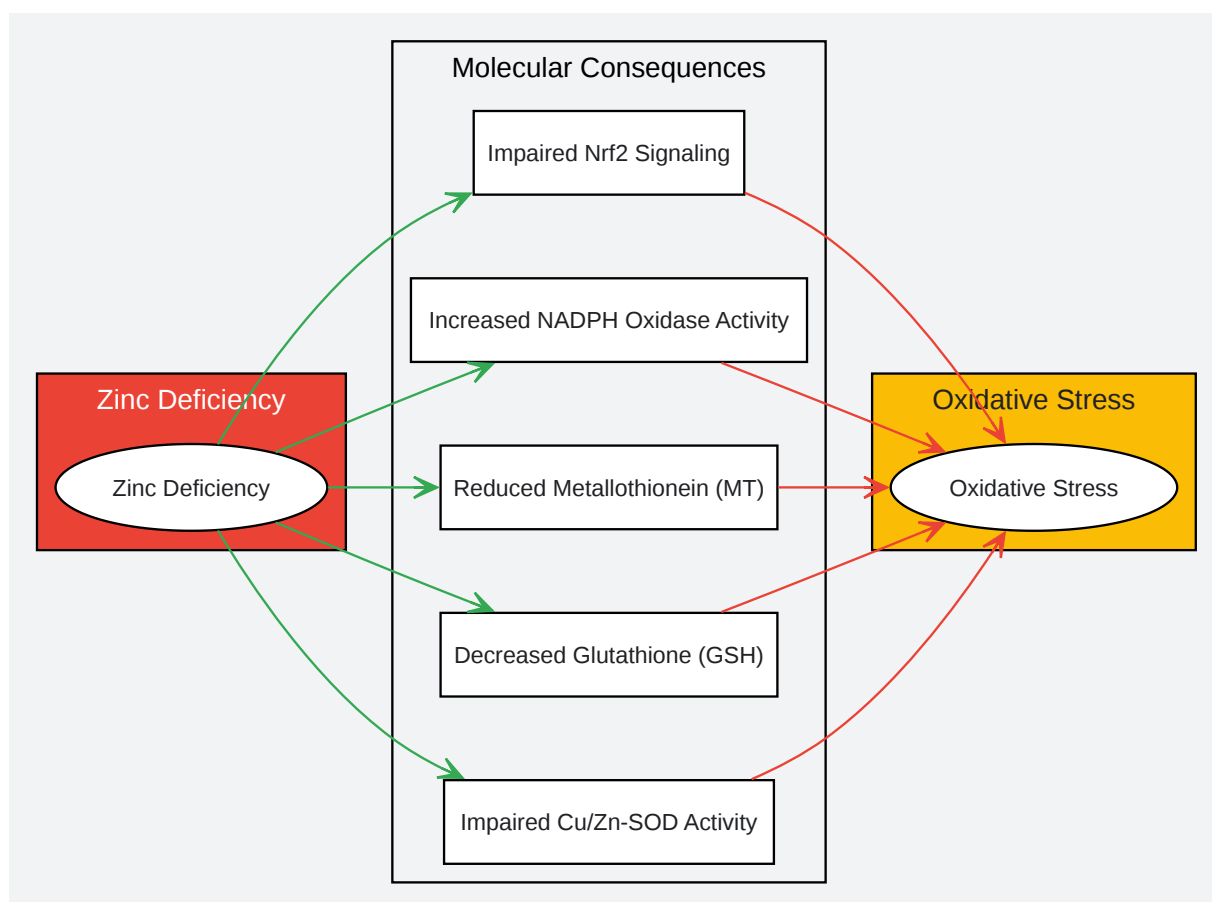 Molecular Consequences
Impaired Nrf2 Signaling
Increased NADPH Oxidase Activity
Zinc Deficiency
Oxidative Stress
Zinc Deficiency
Reduced Metallothionein (MT)
Oxidative Stress
Decreased Glutathione (GSH)
Impaired Cu/Zn-SOD Activity